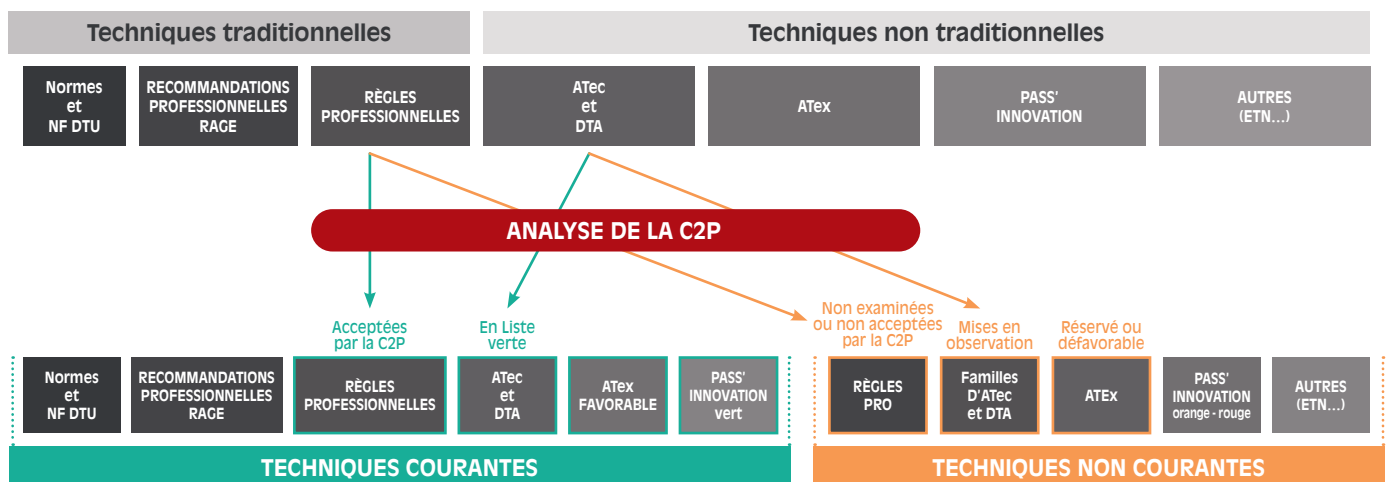 Techniques traditionnelles
Techniques non traditionnelles
Normes
et
NF DTU
RECOMMANDATIONS
PROFESSIONNELLES
RAGE
RÈGLES
PROFESSIONNELLES
ATec
et
DTA
ATex
PASS'
INNOVATION
AUTRES
(ETN...)
ANALYSE DE LA C2P
Acceptées
par la C2P
En Liste
verte
Non examinées
ou non acceptées
par la C2P
Mises en
observation
Réservé ou
défavorable
Normes
et
NF DTU
RECOMMANDATIONS
PROFESSIONNELLES
RAGE
RÈGLES
PROFESSIONNELLES
ATec
et
DTA
ATex
FAVORABLE
PASS'
INNOVATION
vert
RÈGLES
PRO
Familles
D'ATec
et DTA
ATEx
PASS'
INNOVATION
orange - rouge
AUTRES
(ETN...)
TECHNIQUES COURANTES
TECHNIQUES NON COURANTES